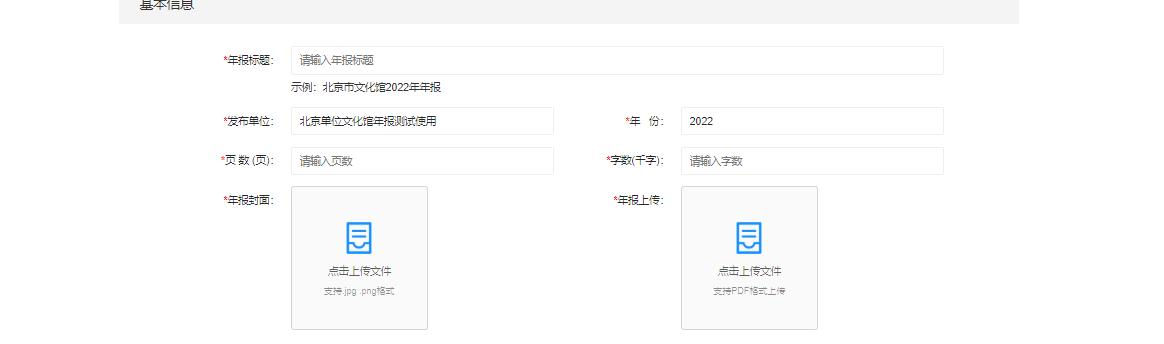 基本信息
*年报标题： 请输入年报标题
示例：北京市文化馆2022年年报
*发布单位： 北京单位文化馆年报测试使用 *年 份： 2022
*页 数 (页)： 请输入页数 *字数(千字)： 请输入字数
*年报封面： *年报上传：
点击上传文件 点击上传文件
支持.jpg .png格式 支持PDF格式上传